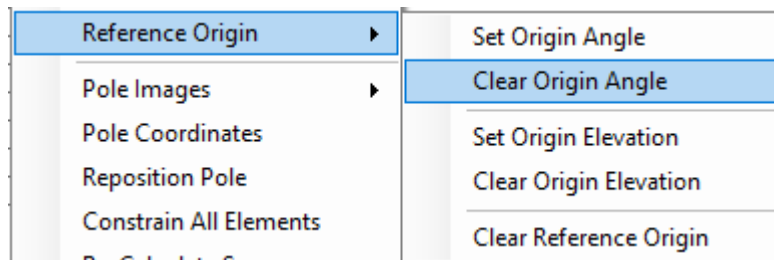 Reference Origin
Pole Images
Pole Coordinates
Reposition Pole
Constrain All Elements
Set Origin Angle
Clear Origin Angle
Set Origin Elevation
Clear Origin Elevation
Clear Reference Origin